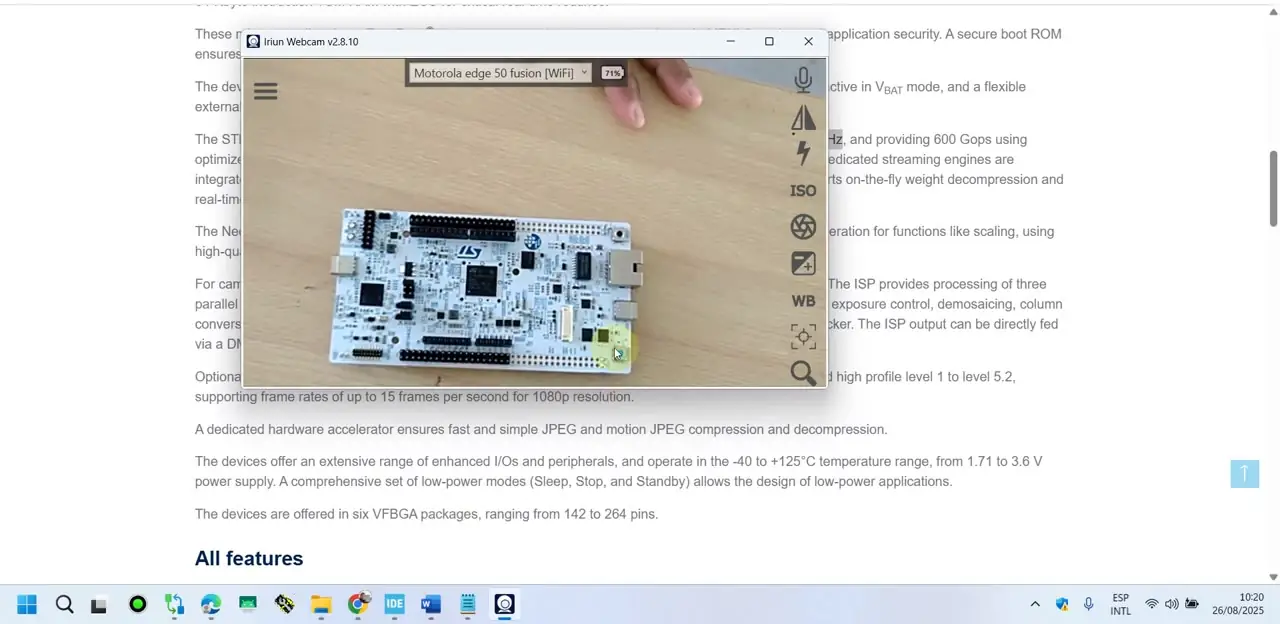 These
application security. A secure boot ROM
ensures
Iriun Webcam v2.8.10
Motorola edge 50 fusion [WiFi]
71%
ISO
WB
The dev
ctive in VBAT mode, and a flexible
externa
The ST
Hz, and providing 600 Gops using
optimize
edicated streaming engines are
integrat
rts on-the-fly weight decompression and
real-tim
The Neo
eration for functions like scaling, using
high-qu
For cam
The ISP provides processing of three
parallel
exposure control, demosaicing, column
convers
cker. The ISP output can be directly fed
via a DM
Optiona
d high profile level 1 to level 5.2,
supporting frame rates of up to 15 frames per second for 1080p resolution.
A dedicated hardware accelerator ensures fast and simple JPEG and motion JPEG compression and decompression.
The devices offer an extensive range of enhanced I/Os and peripherals, and operate in the -40 to +125°C temperature range, from 1.71 to 3.6 V
power supply. A comprehensive set of low-power modes (Sleep, Stop, and Standby) allows the design of low-power applications.
The devices are offered in six VFBGA packages, ranging from 142 to 264 pins.
All features
IDE
ESP
INTL
10:20
26/08/2025